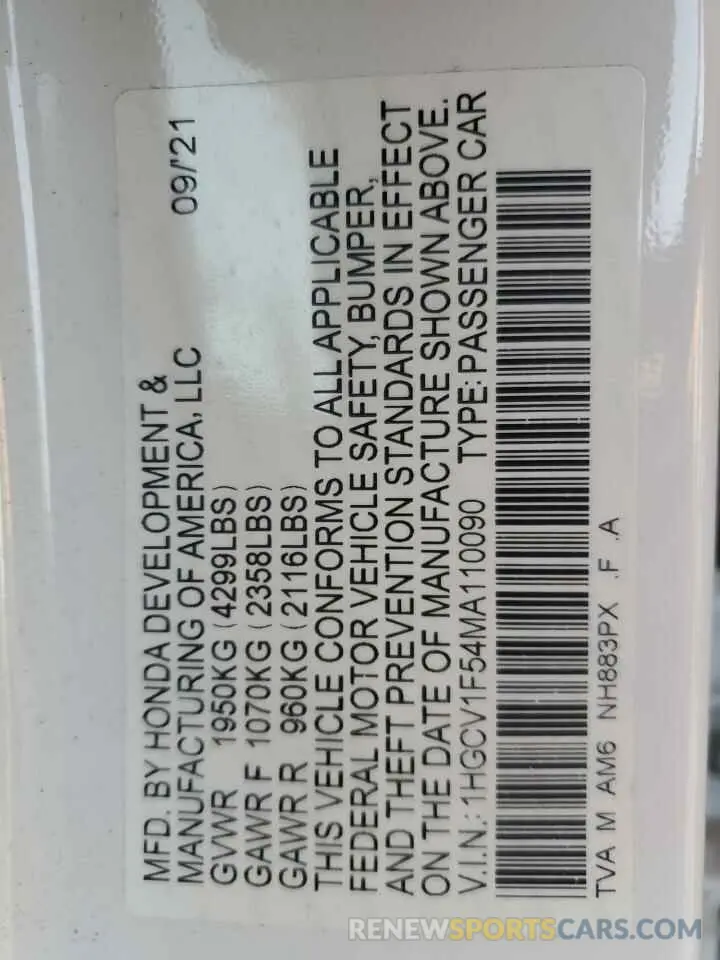 MFD. BY HONDA DEVELOPMENT &
MANUFACTURING OF AMERICA, LLC 09/'21
GVWR 1950KG (4299LBS)
GAWR F 1070KG (2358LBS)
GAWR R 960KG (2116LBS)
THIS VEHICLE CONFORMS TO ALL APPLICABLE
FEDERAL MOTOR VEHICLE SAFETY, BUMPER,
AND THEFT PREVENTION STANDARDS IN EFFECT
ON THE DATE OF MANUFACTURE SHOWN ABOVE.
V.I.N.: 1HGCV1F54MA110090 TYPE: PASSENGER CAR
TVA M AM6 NH883PX .F .A
RENEWSPORTSCARS.COM